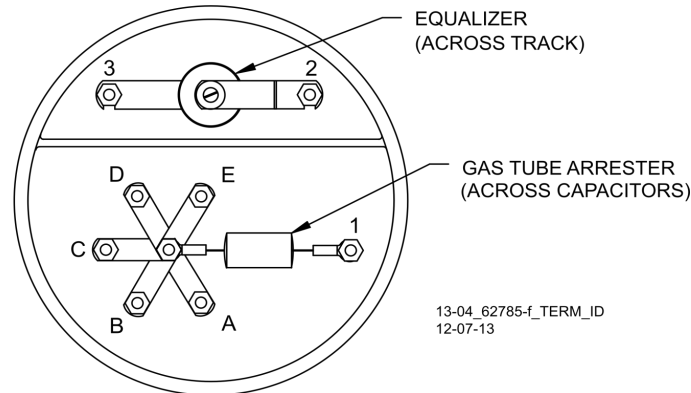 EQUALIZER
(ACROSS TRACK)
3
2
D
E
GAS TUBE ARRESTER
(ACROSS CAPACITORS)
1
C
B
A
13-04_62785-f_TERM_ID
12-07-13